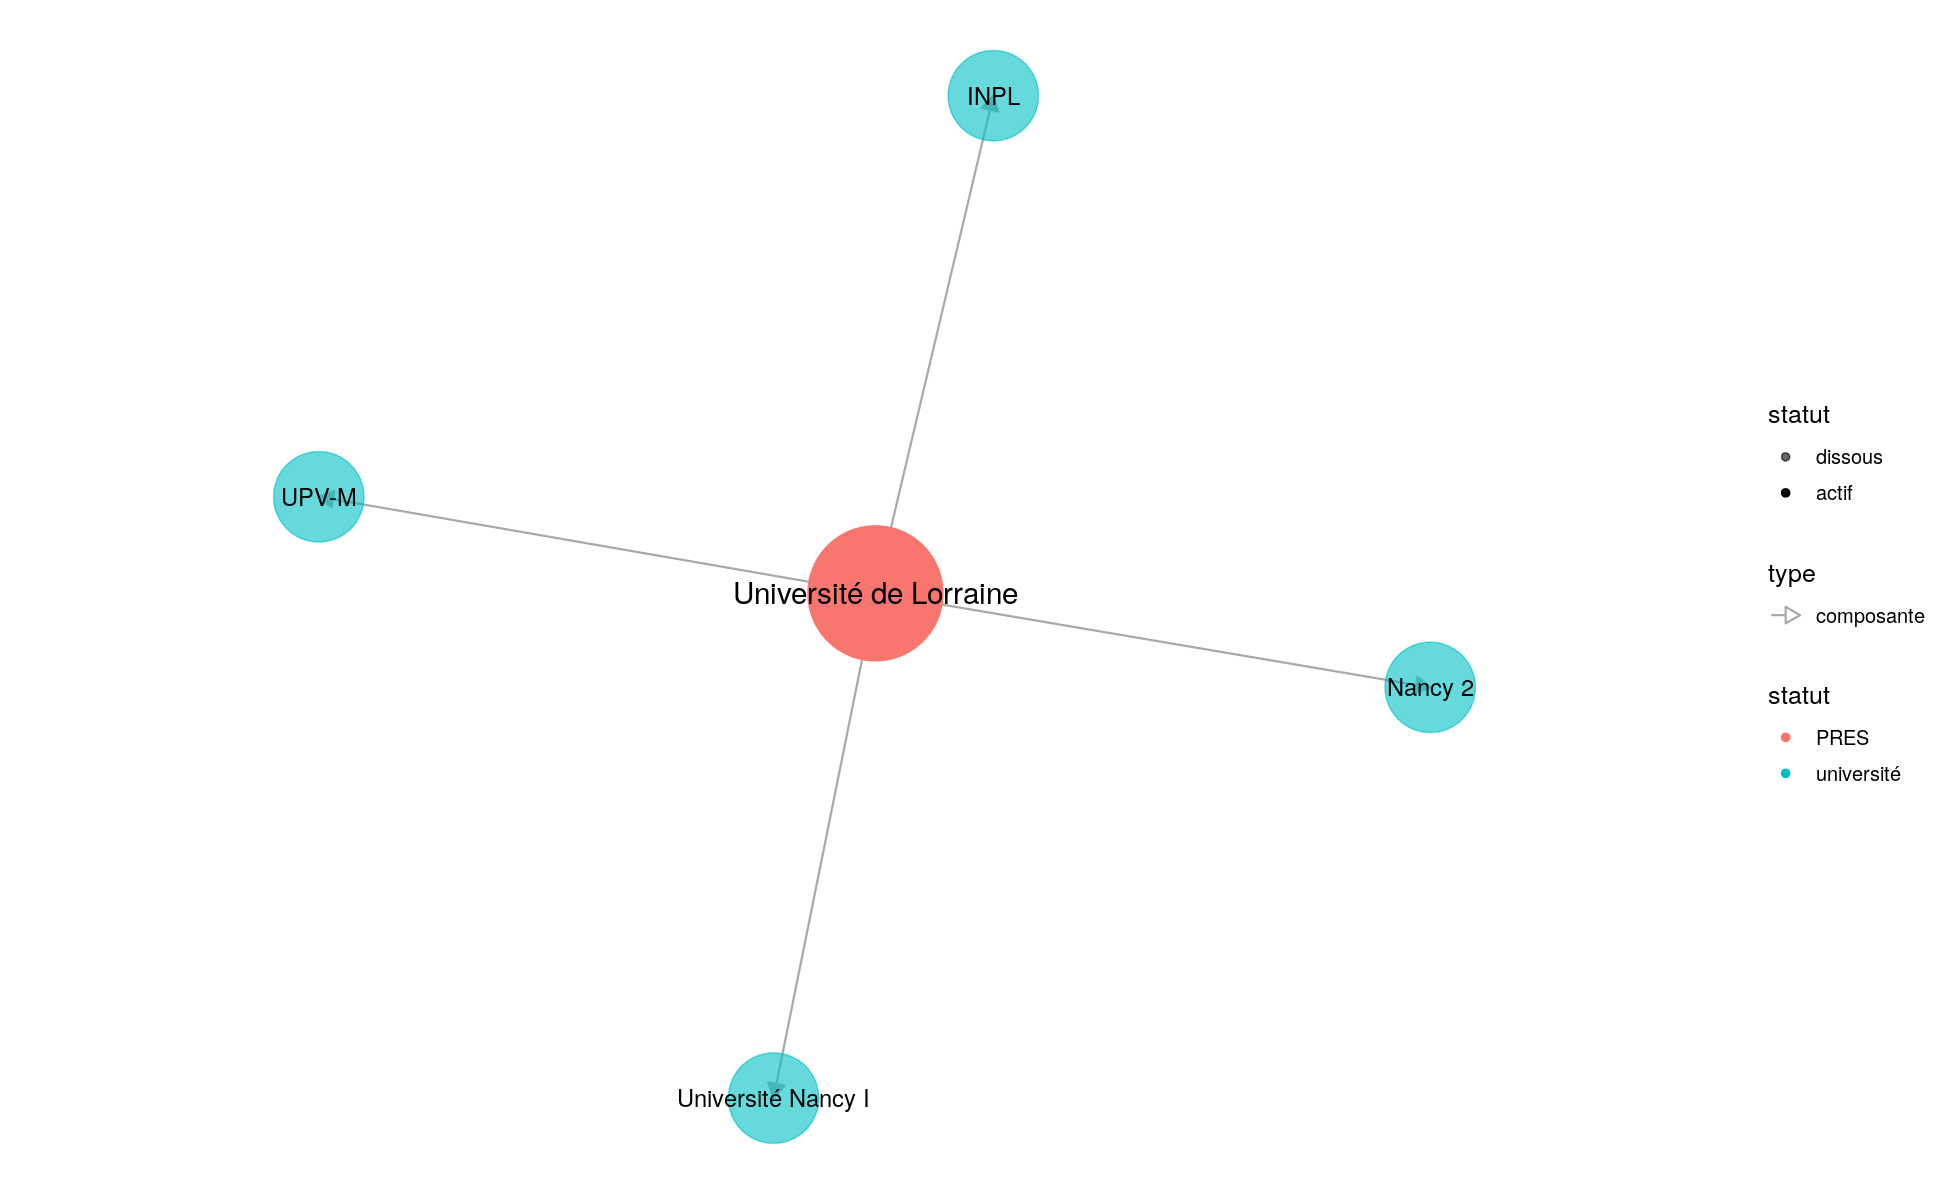 INPL
UPV-M
Université de Lorraine
Nancy 2
Université Nancy I
statut
dissous
actif
type
composante
statut
PRES
université